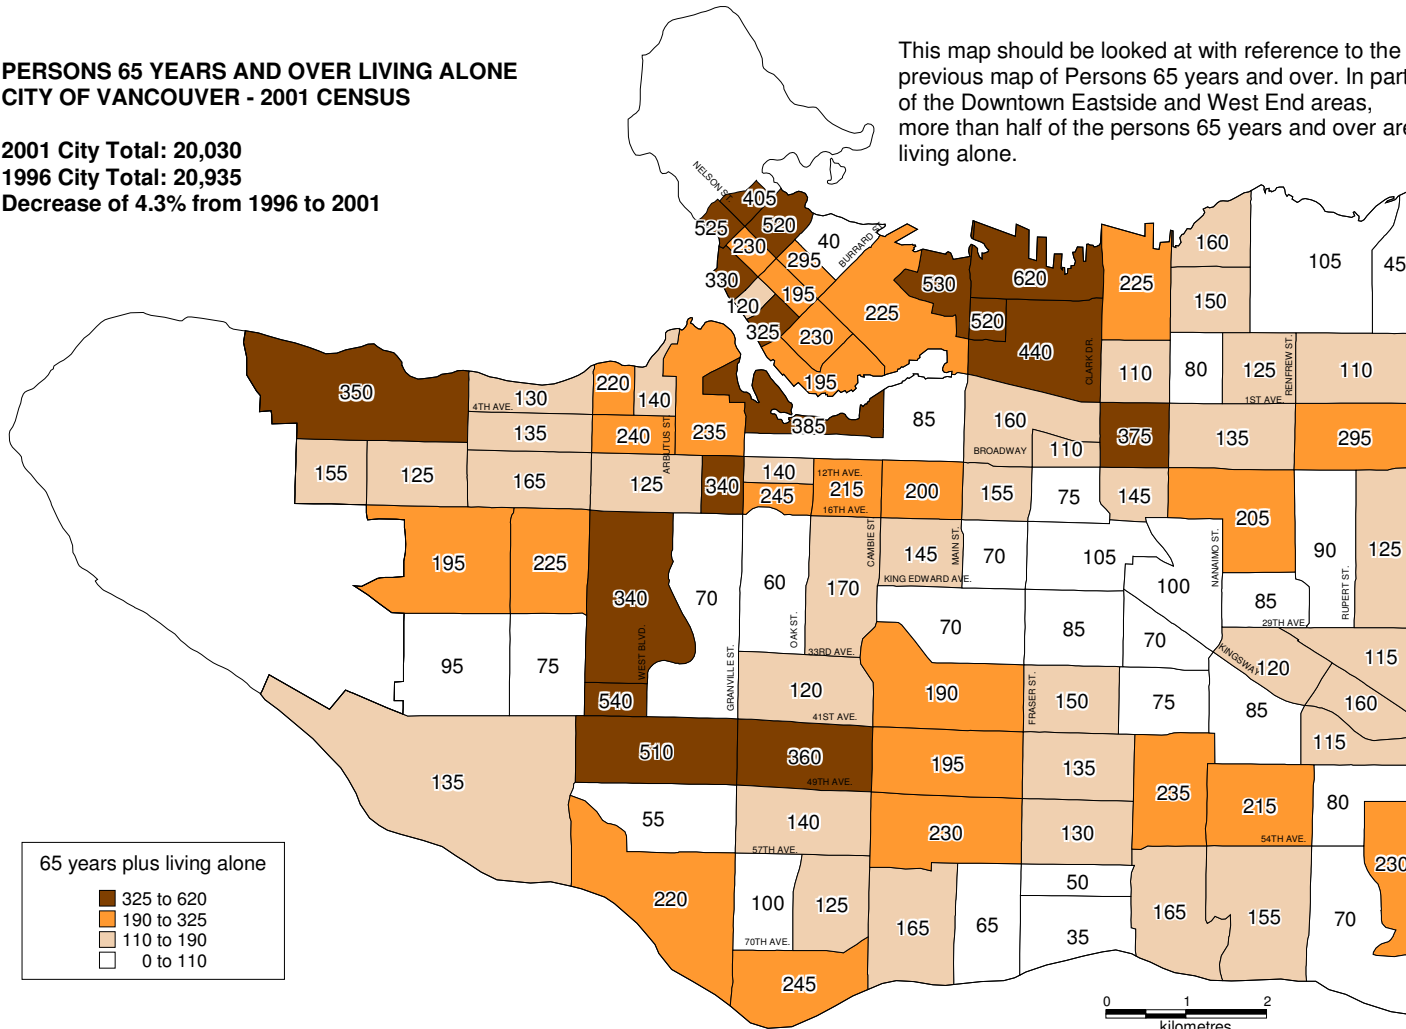 PERSONS 65 YEARS AND OVER LIVING ALONE
CITY OF VANCOUVER - 2001 CENSUS
2001 City Total: 20,030
1996 City Total: 20,935
Decrease of 4.3% from 1996 to 2001
This map should be looked at with reference to the
previous map of Persons 65 years and over. In part
of the Downtown Eastside and West End areas,
more than half of the persons 65 years and over are
living alone.
NELSON ST.
405
525
520
230
40
BURRARD ST.
295
330
195
120
325
230
225
195
530
620
520
440
CLARK DR.
225
160
105
45
150
110
80
125
RENFREW ST.
110
1ST AVE.
350
4TH AVE.
130
220
140
135
240
ARBUTUS ST.
235
385
85
160
BROADWAY
110
375
135
295
155
125
165
125
340
140
245
12TH AVE.
215
16TH AVE.
200
155
75
145
205
90
125
195
225
340
WEST BLVD.
70
GRANVILLE ST.
60
OAK ST.
170
33RD AVE.
CAMBIE ST.
145
MAIN ST.
KING EDWARD AVE.
70
105
100
NANAIMO ST.
85
29TH AVE.
RUPERT ST.
95
75
540
70
85
70
KINGSWAY
120
115
120
41ST AVE.
190
FRASER ST.
150
75
85
160
115
135
510
360
49TH AVE.
195
135
235
215
54TH AVE.
80
55
140
57TH AVE.
230
130
230
220
100
70TH AVE.
125
165
65
50
35
165
155
70
245
65 years plus living alone
325 to 620
190 to 325
110 to 190
0 to 110
0 1 2
kilometres